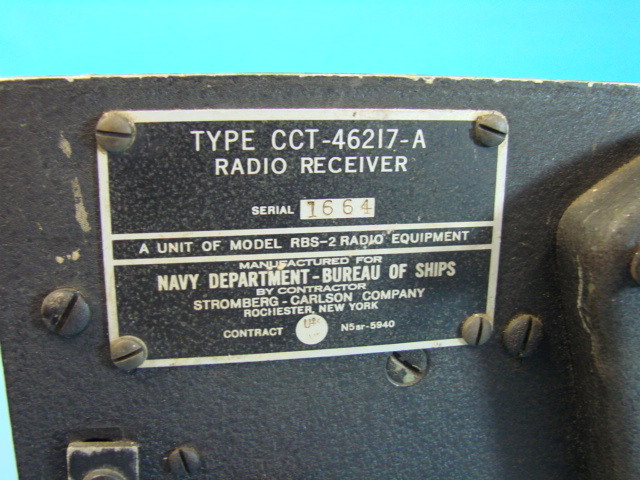 TYPE CCT-46217-A
RADIO RECEIVER
SERIAL 1664
A UNIT OF MODEL RBS-2 RADIO EQUIPMENT
MANUFACTURED FOR
NAVY DEPARTMENT - BUREAU OF SHIPS
BY CONTRACTOR
STROMBERG - CARLSON COMPANY
ROCHESTER, NEW YORK
CONTRACT N5sr-5940